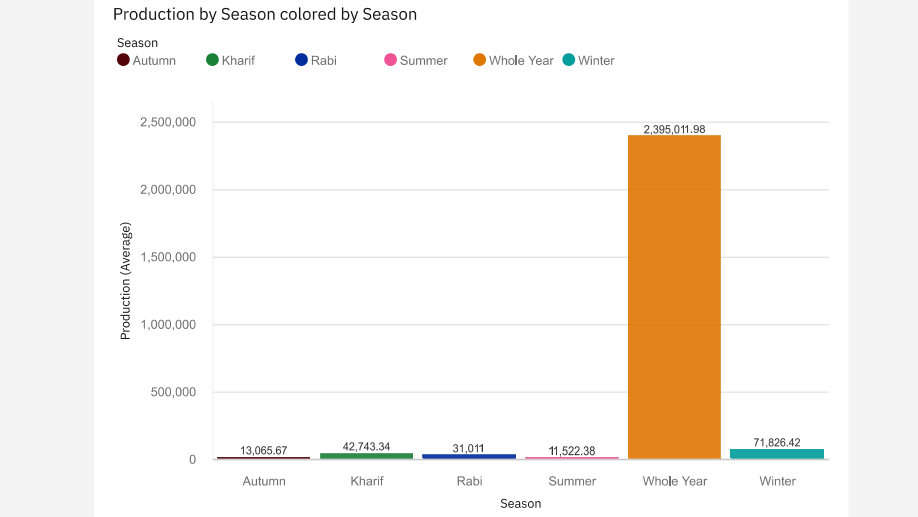 Production by Season colored by Season
Season
Autumn Kharif Rabi Summer Whole Year Winter
2,500,000
2,395,011.98
2,000,000
1,500,000
Production (Average)
1,000,000
500,000
13,065.67 42,743.34 31,011 11,522.38 71,826.42
0
Autumn Kharif Rabi Summer Whole Year Winter
Season